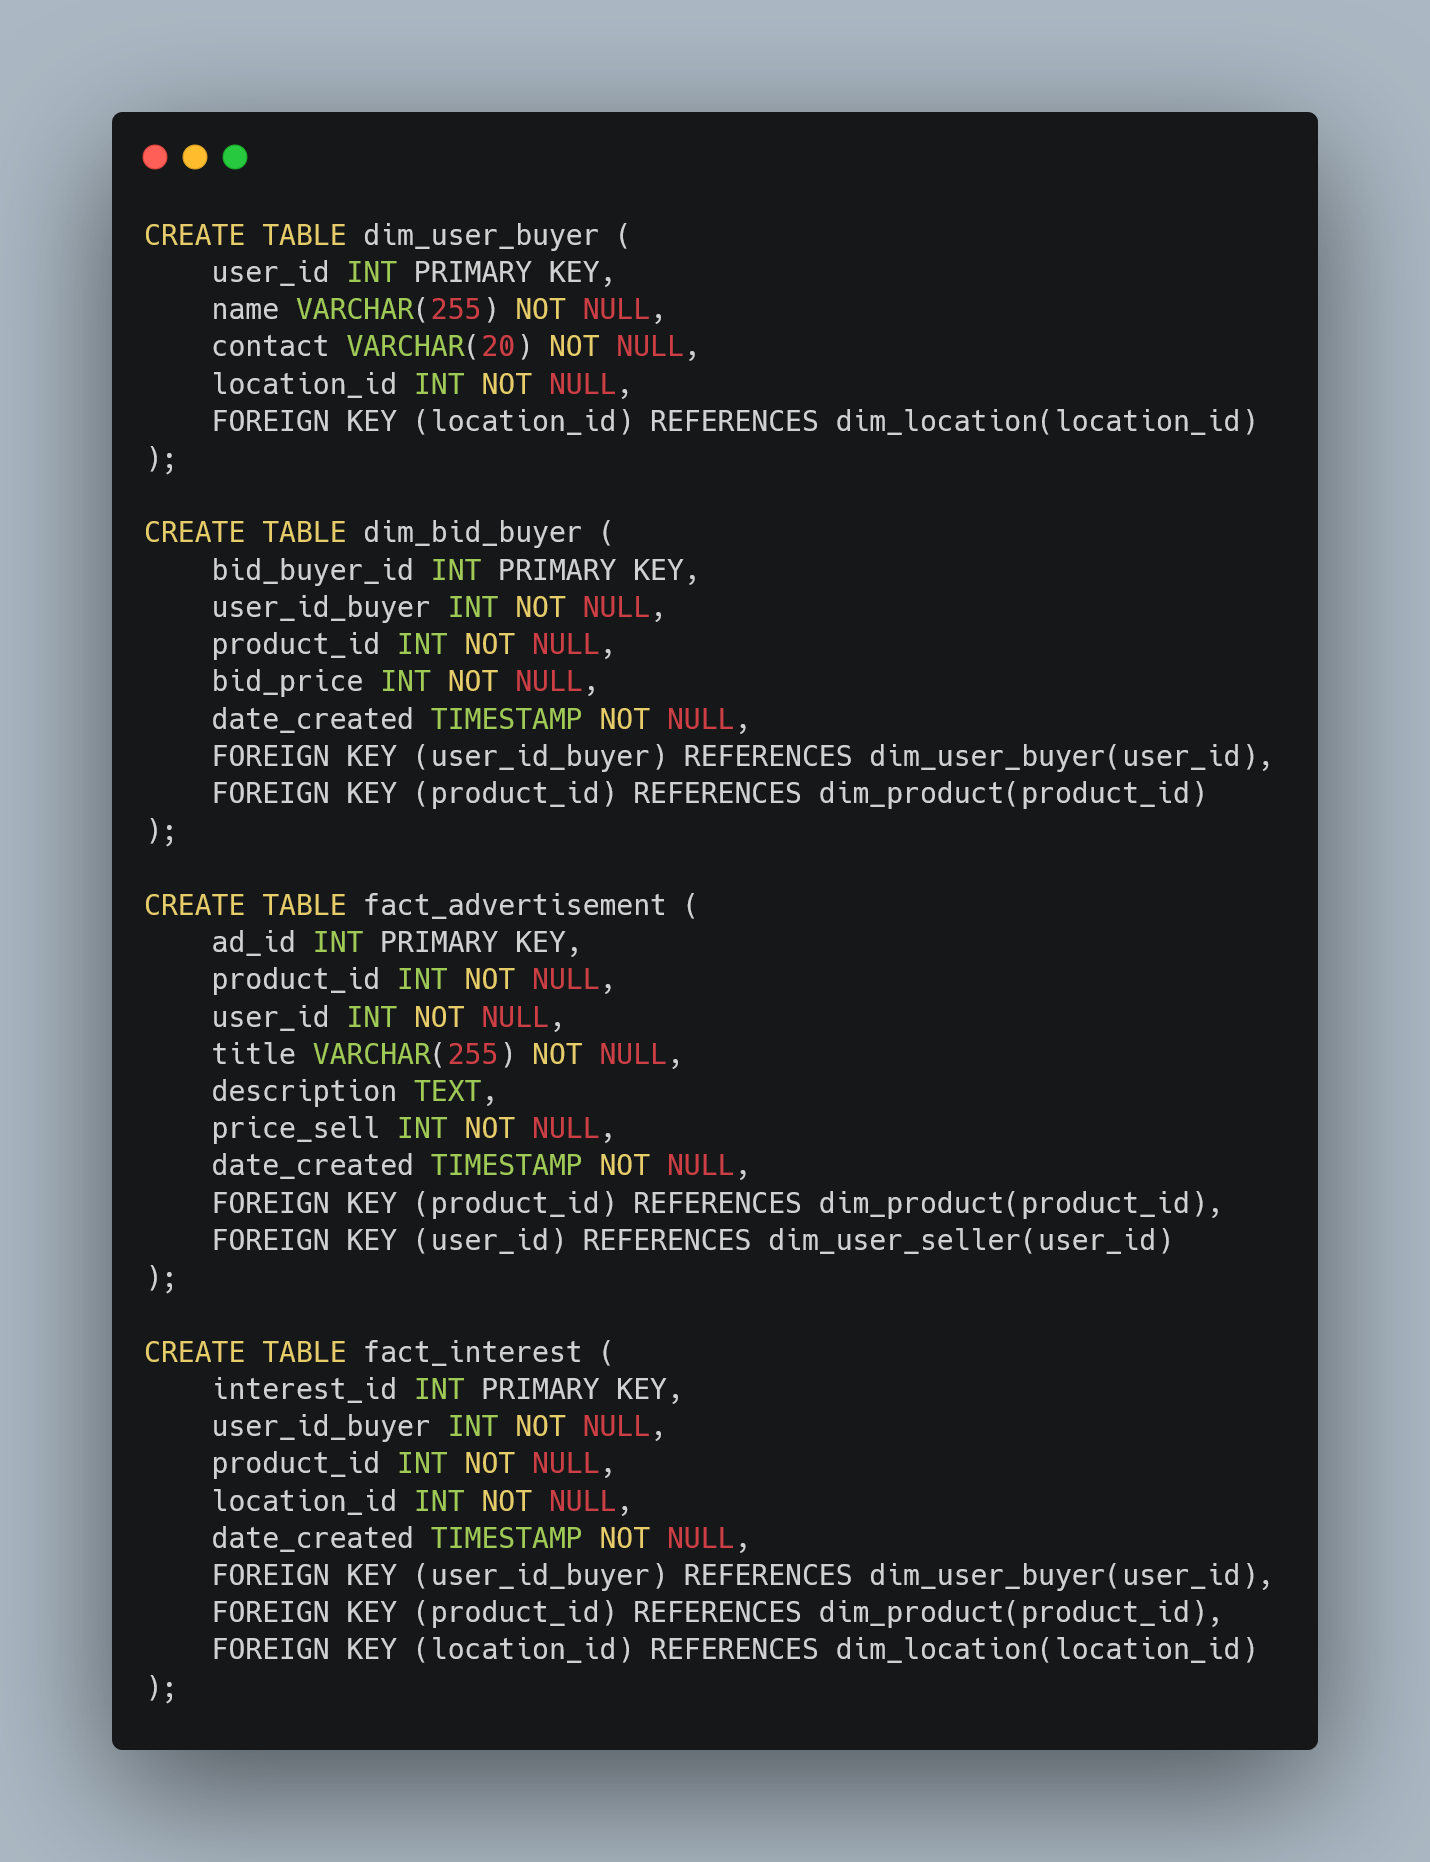 CREATE TABLE dim_user_buyer (
    user_id INT PRIMARY KEY,
    name VARCHAR(255) NOT NULL,
    contact VARCHAR(20) NOT NULL,
    location_id INT NOT NULL,
    FOREIGN KEY (location_id) REFERENCES dim_location(location_id)
);

CREATE TABLE dim_bid_buyer (
    bid_buyer_id INT PRIMARY KEY,
    user_id_buyer INT NOT NULL,
    product_id INT NOT NULL,
    bid_price INT NOT NULL,
    date_created TIMESTAMP NOT NULL,
    FOREIGN KEY (user_id_buyer) REFERENCES dim_user_buyer(user_id),
    FOREIGN KEY (product_id) REFERENCES dim_product(product_id)
);

CREATE TABLE fact_advertisement (
    ad_id INT PRIMARY KEY,
    product_id INT NOT NULL,
    user_id INT NOT NULL,
    title VARCHAR(255) NOT NULL,
    description TEXT,
    price_sell INT NOT NULL,
    date_created TIMESTAMP NOT NULL,
    FOREIGN KEY (product_id) REFERENCES dim_product(product_id),
    FOREIGN KEY (user_id) REFERENCES dim_user_seller(user_id)
);

CREATE TABLE fact_interest (
    interest_id INT PRIMARY KEY,
    user_id_buyer INT NOT NULL,
    product_id INT NOT NULL,
    location_id INT NOT NULL,
    date_created TIMESTAMP NOT NULL,
    FOREIGN KEY (user_id_buyer) REFERENCES dim_user_buyer(user_id),
    FOREIGN KEY (product_id) REFERENCES dim_product(product_id),
    FOREIGN KEY (location_id) REFERENCES dim_location(location_id)
);